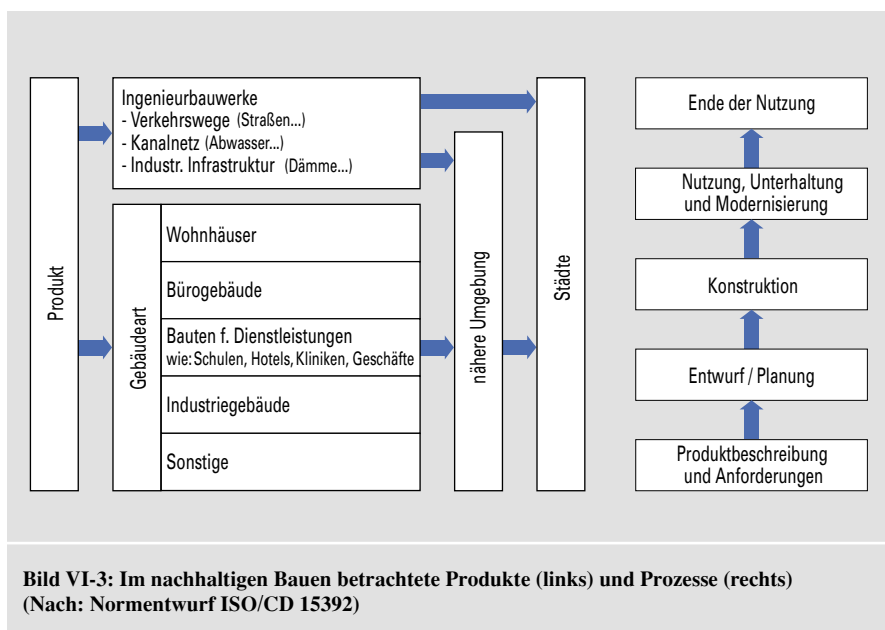 Produkt
Ingenieurbauwerke
- Verkehrswege (Straßen...)
- Kanalnetz (Abwasser...)
- Industr. Infrastruktur (Dämme...)
Gebäudeart
Wohnhäuser
Bürogebäude
Bauten f. Dienstleistungen
wie: Schulen, Hotels, Kliniken, Geschäfte
Industriegebäude
Sonstige
nähere Umgebung
Städte
Ende der Nutzung
Nutzung, Unterhaltung
und Modernisierung
Konstruktion
Entwurf / Planung
Produktbeschreibung
und Anforderungen
Bild VI-3: Im nachhaltigen Bauen betrachtete Produkte (links) und Prozesse (rechts)
(Nach: Normentwurf ISO/CD 15392)